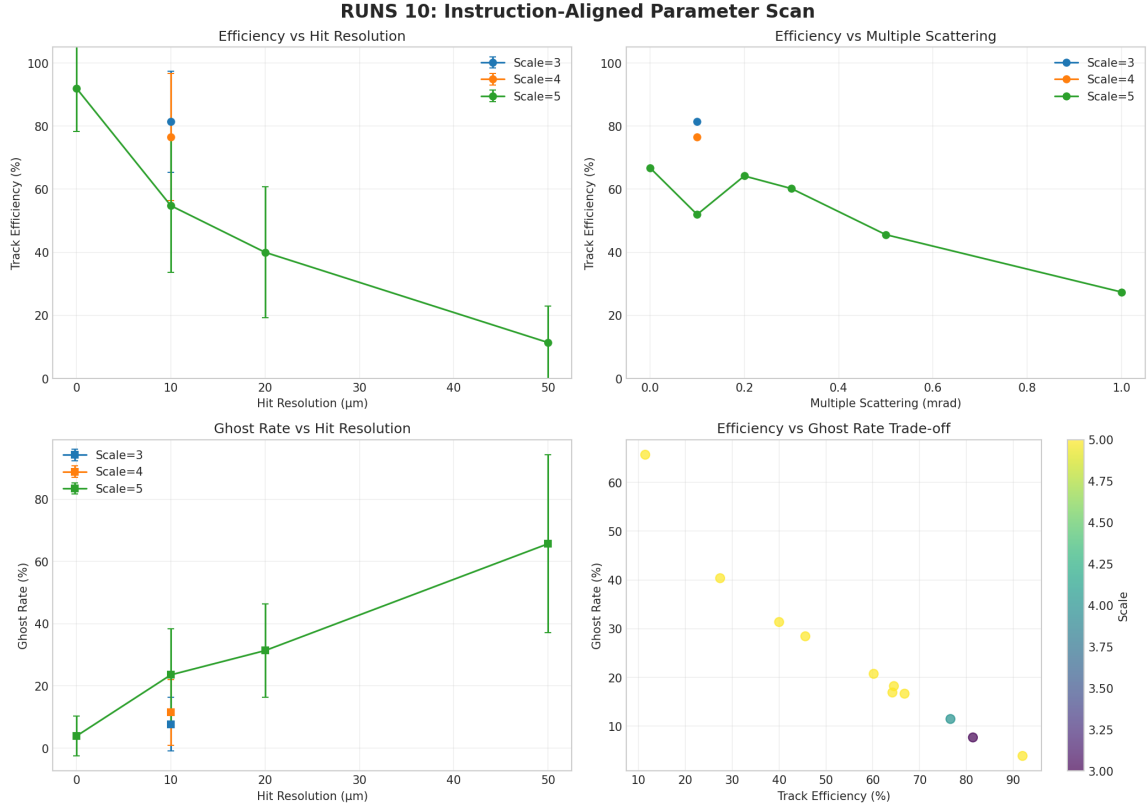 RUNS 10: Instruction-Aligned Parameter Scan
Efficiency vs Hit Resolution
Track Efficiency (%)
100
80
60
40
20
0
Scale=3
Scale=4
Scale=5
0 10 20 30 40 50
Hit Resolution (μm)
Efficiency vs Multiple Scattering
Track Efficiency (%)
100
80
60
40
20
0
Scale=3
Scale=4
Scale=5
0.0 0.2 0.4 0.6 0.8 1.0
Multiple Scattering (mrad)
Ghost Rate vs Hit Resolution
Ghost Rate (%)
80
60
40
20
0
Scale=3
Scale=4
Scale=5
0 10 20 30 40 50
Hit Resolution (μm)
Efficiency vs Ghost Rate Trade-off
Ghost Rate (%)
60
50
40
30
20
10
10 20 30 40 50 60 70 80 90
Track Efficiency (%)
5.00
4.75
4.50
4.25
4.00
3.75
3.50
3.25
3.00
Scale